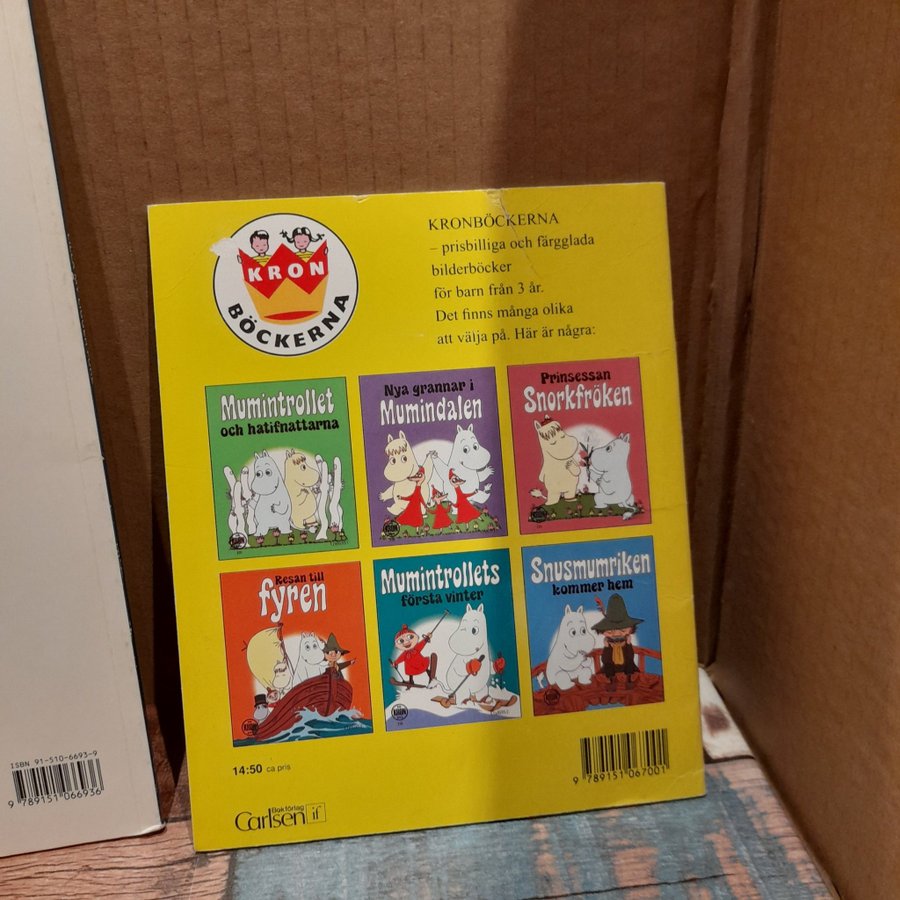 KRON
BÖCKERNA
KRONBÖCKERNA
– prisbilliga och färgglada
bilderböcker
för barn från 3 år.
Det finns många olika
att välja på. Här är några:
Mumintrollet
och hatifnattarna
Nya grannar i
Mumindalen
Prinsessan
Snorkfröken
Resan till
fyren
Mumintrollets
första vinter
Snusmumriken
kommer hem
14:50 ca pris
Bokförlag
Carlsen if
9 789151 067001
ISBN 91-510-6693-9
9 789151 066936